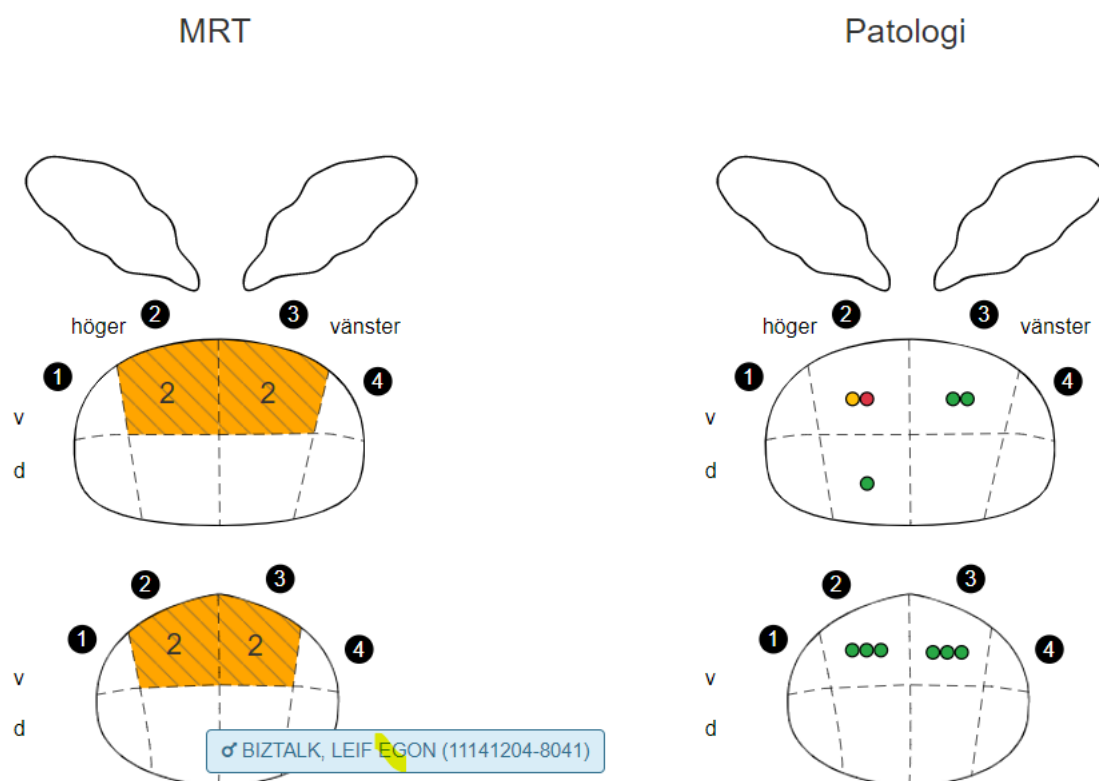 MRT Patologi
2 3 2 3
höger vänster höger vänster
1 4 1 4
2 2
v v
d d
2 3 2 3
1 4 1 4
2 2
v v
d d
♂ BIZTALK, LEIF EGON (11141204-8041)